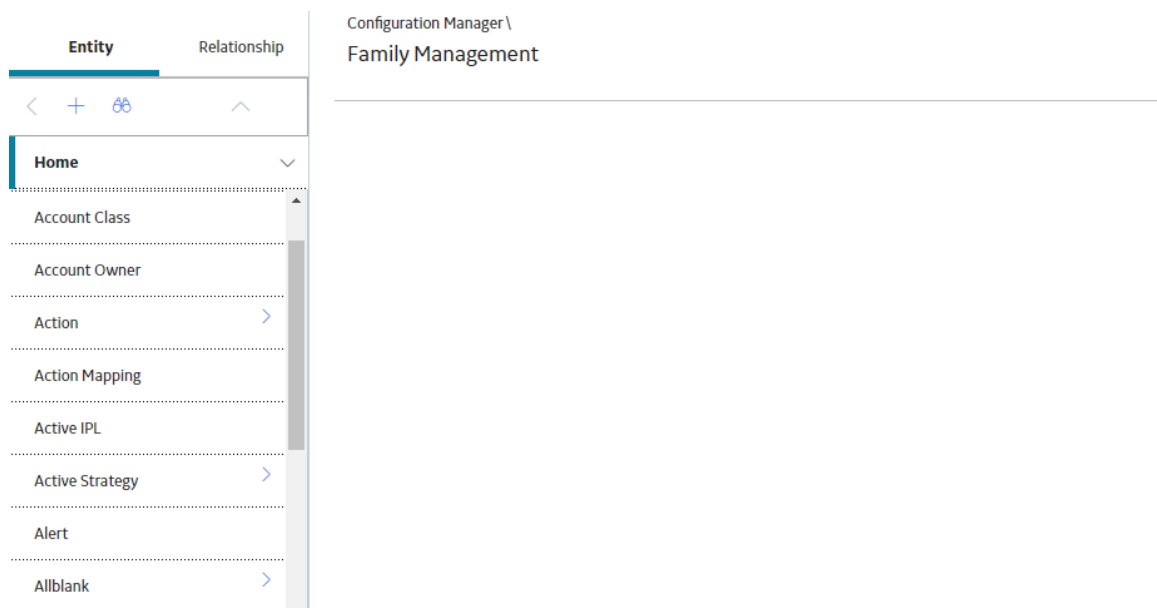 Entity
Relationship
Configuration Manager\
Family Management
Home
Account Class
Account Owner
Action
Action Mapping
Active IPL
Active Strategy
Alert
Allblank